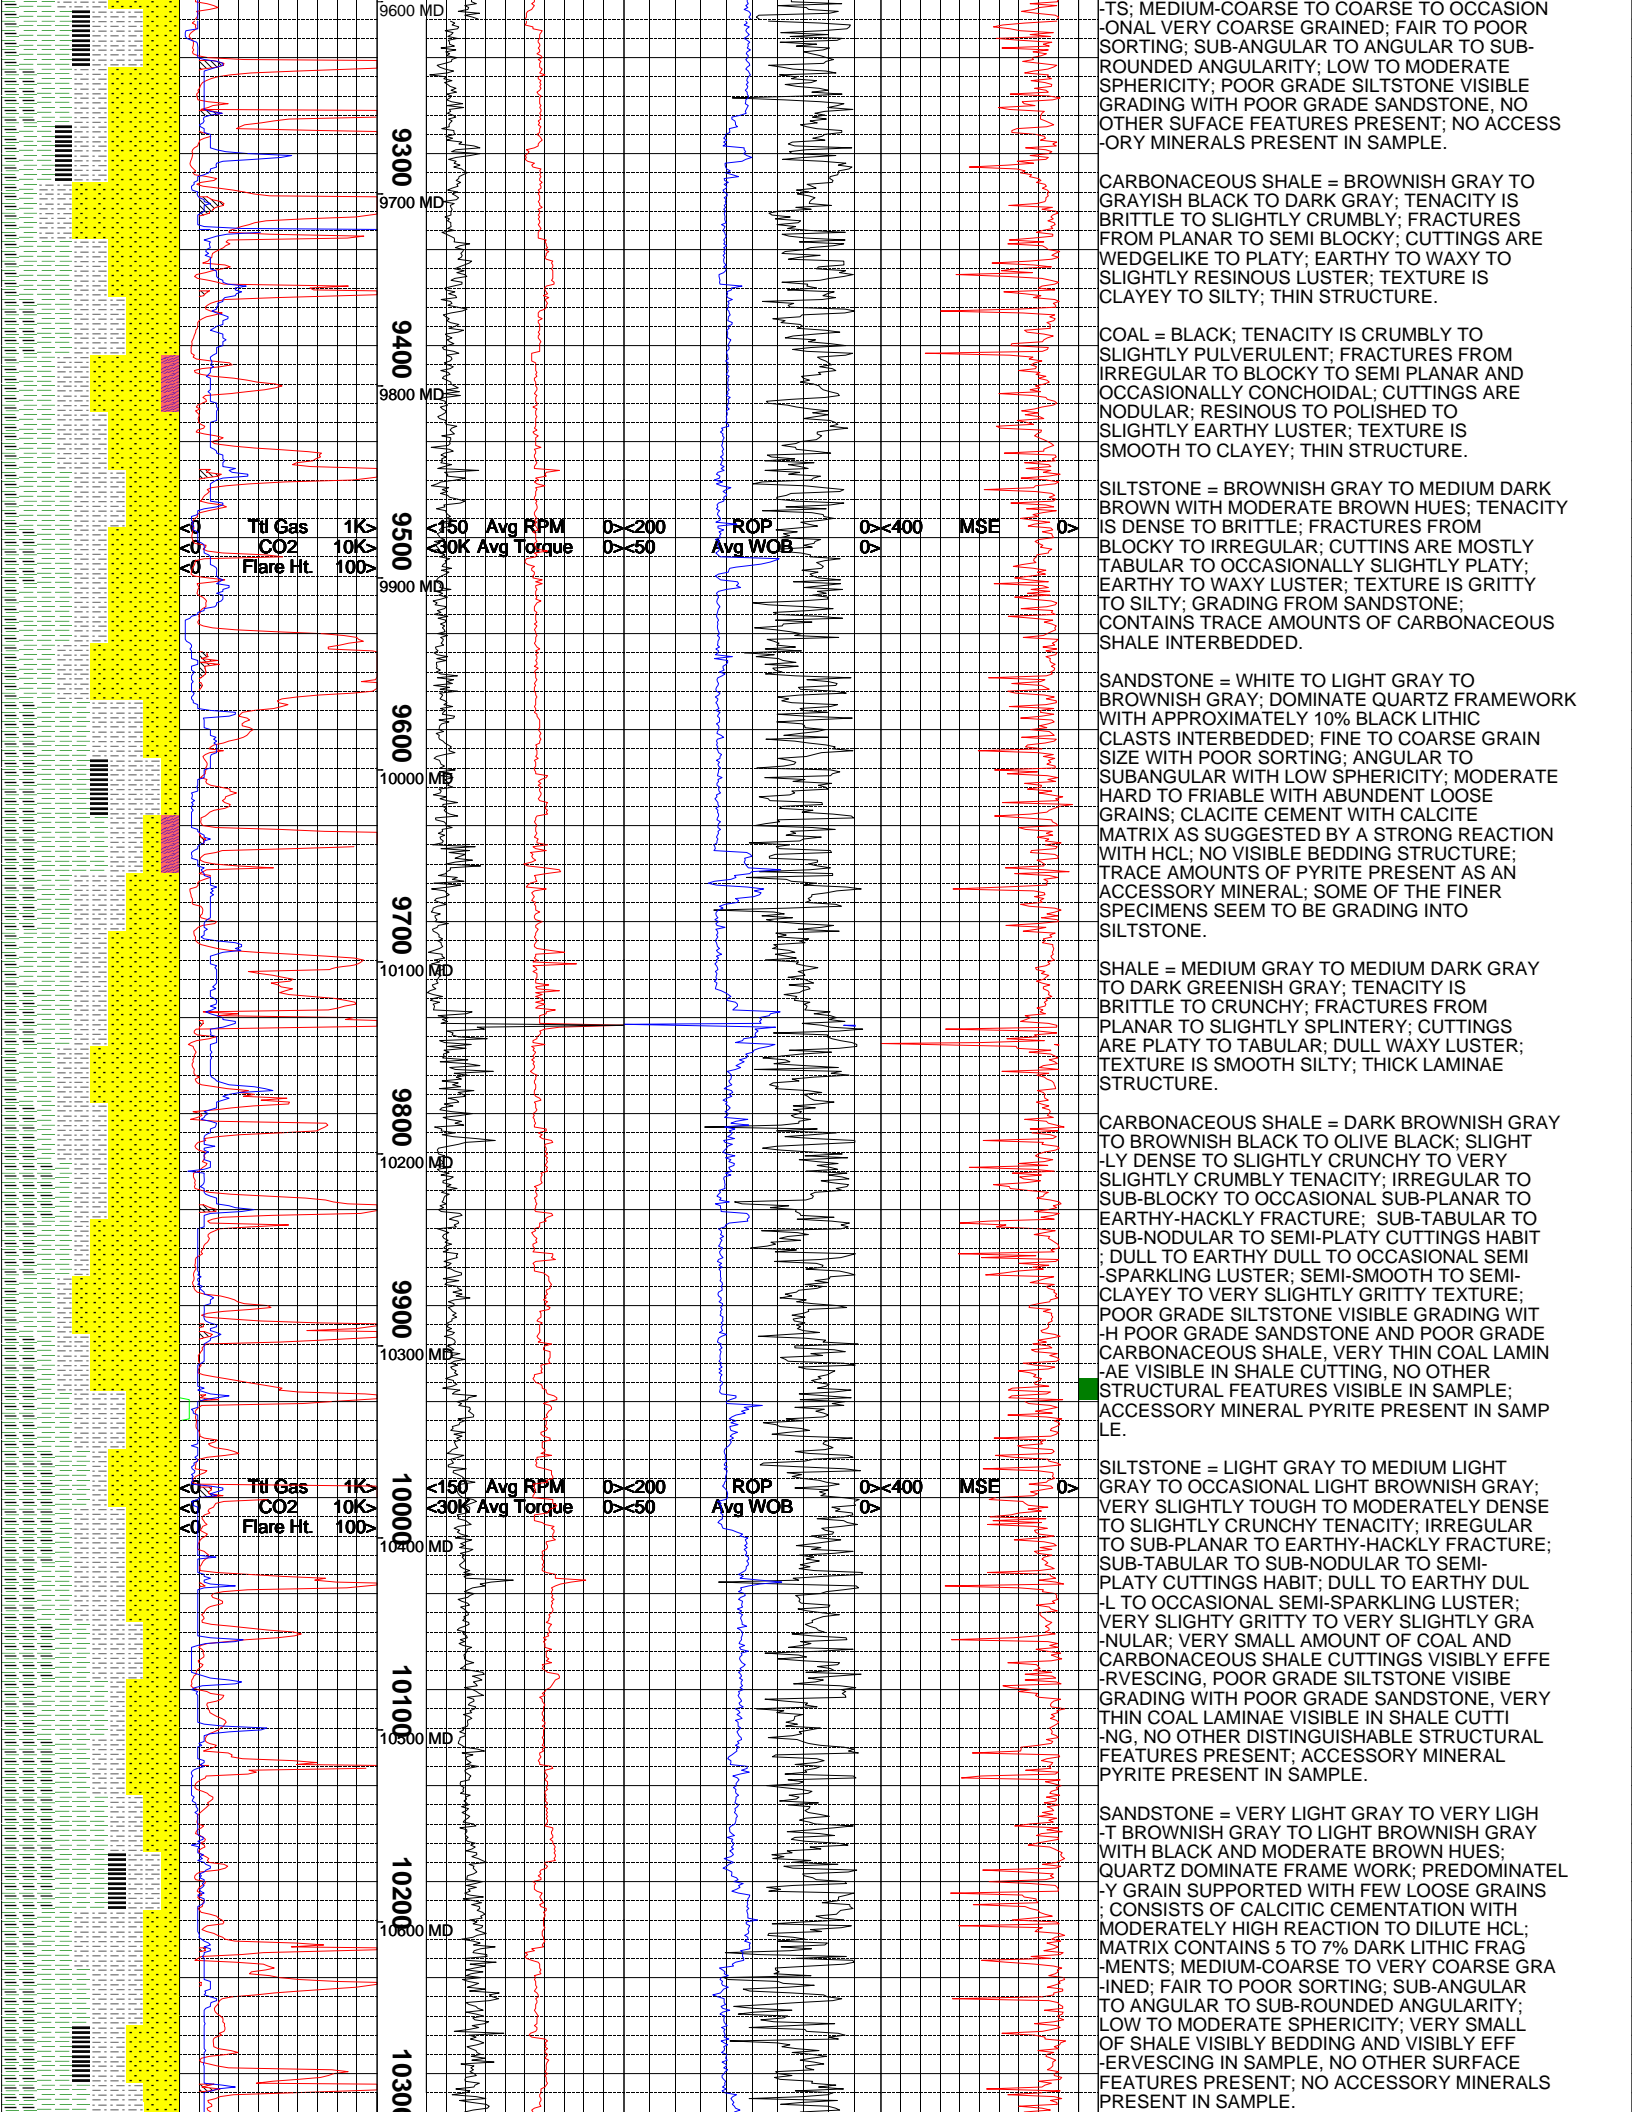 9600 MD
9300
9700 MD
9400
9800 MD
<0 Ttl Gas 1K> <150 Avg RPM 0><200 ROP 0><400 MSE 0>
<0 CO2 10K> <30K Avg Torque 0><50 Avg WOB 0>
<0 Flare Ht. 100>
9500
9900 MD
9600
10000 MD
9700
10100 MD
9800
10200 MD
9900
10300 MD
<0 Ttl Gas 1K> <150 Avg RPM 0><200 ROP 0><400 MSE 0>
<0 CO2 10K> <30K Avg Torque 0><50 Avg WOB 0>
<0 Flare Ht. 100>
10000
10400 MD
10100
10500 MD
10200
10600 MD
10300
-TS; MEDIUM-COARSE TO COARSE TO OCCASION
-ONAL VERY COARSE GRAINED; FAIR TO POOR
SORTING; SUB-ANGULAR TO ANGULAR TO SUB-
ROUNDED ANGULARITY; LOW TO MODERATE
SPHERICITY; POOR GRADE SILTSTONE VISIBLE
GRADING WITH POOR GRADE SANDSTONE, NO
OTHER SUFACE FEATURES PRESENT; NO ACCESS
-ORY MINERALS PRESENT IN SAMPLE.
CARBONACEOUS SHALE = BROWNISH GRAY TO
GRAYISH BLACK TO DARK GRAY; TENACITY IS
BRITTLE TO SLIGHTLY CRUMBLY; FRACTURES
FROM PLANAR TO SEMI BLOCKY; CUTTINGS ARE
WEDGELIKE TO PLATY; EARTHY TO WAXY TO
SLIGHTLY RESINOUS LUSTER; TEXTURE IS
CLAYEY TO SILTY; THIN STRUCTURE.
COAL = BLACK; TENACITY IS CRUMBLY TO
SLIGHTLY PULVERULENT; FRACTURES FROM
IRREGULAR TO BLOCKY TO SEMI PLANAR AND
OCCASIONALLY CONCHOIDAL; CUTTINGS ARE
NODULAR; RESINOUS TO POLISHED TO
SLIGHTLY EARTHY LUSTER; TEXTURE IS
SMOOTH TO CLAYEY; THIN STRUCTURE.
SILTSTONE = BROWNISH GRAY TO MEDIUM DARK
BROWN WITH MODERATE BROWN HUES; TENACITY
IS DENSE TO BRITTLE; FRACTURES FROM
BLOCKY TO IRREGULAR; CUTTINS ARE MOSTLY
TABULAR TO OCCASIONALLY SLIGHTLY PLATY;
EARTHY TO WAXY LUSTER; TEXTURE IS GRITTY
TO SILTY; GRADING FROM SANDSTONE;
CONTAINS TRACE AMOUNTS OF CARBONACEOUS
SHALE INTERBEDDED.
SANDSTONE = WHITE TO LIGHT GRAY TO
BROWNISH GRAY; DOMINATE QUARTZ FRAMEWORK
WITH APPROXIMATELY 10% BLACK LITHIC
CLASTS INTERBEDDED; FINE TO COARSE GRAIN
SIZE WITH POOR SORTING; ANGULAR TO
SUBANGULAR WITH LOW SPHERICITY; MODERATE
HARD TO FRIABLE WITH ABUNDENT LOOSE
GRAINS; CLACITE CEMENT WITH CALCITE
MATRIX AS SUGGESTED BY A STRONG REACTION
WITH HCL; NO VISIBLE BEDDING STRUCTURE;
TRACE AMOUNTS OF PYRITE PRESENT AS AN
ACCESSORY MINERAL; SOME OF THE FINER
SPECIMENS SEEM TO BE GRADING INTO
SILTSTONE.
SHALE = MEDIUM GRAY TO MEDIUM DARK GRAY
TO DARK GREENISH GRAY; TENACITY IS
BRITTLE TO CRUNCHY; FRACTURES FROM
PLANAR TO SLIGHTLY SPLINTERY; CUTTINGS
ARE PLATY TO TABULAR; DULL WAXY LUSTER;
TEXTURE IS SMOOTH SILTY; THICK LAMINAE
STRUCTURE.
CARBONACEOUS SHALE = DARK BROWNISH GRAY
TO BROWNISH BLACK TO OLIVE BLACK; SLIGHT
-LY DENSE TO SLIGHTLY CRUNCHY TO VERY
SLIGHTLY CRUMBLY TENACITY; IRREGULAR TO
SUB-BLOCKY TO OCCASIONAL SUB-PLANAR TO
EARTHY-HACKLY FRACTURE;  SUB-TABULAR TO
SUB-NODULAR TO SEMI-PLATY CUTTINGS HABIT
; DULL TO EARTHY DULL TO OCCASIONAL SEMI
-SPARKLING LUSTER; SEMI-SMOOTH TO SEMI-
CLAYEY TO VERY SLIGHTLY GRITTY TEXTURE;
POOR GRADE SILTSTONE VISIBLE GRADING WIT
-H POOR GRADE SANDSTONE AND POOR GRADE
CARBONACEOUS SHALE, VERY THIN COAL LAMIN
-AE VISIBLE IN SHALE CUTTING, NO OTHER
STRUCTURAL FEATURES VISIBLE IN SAMPLE;
ACCESSORY MINERAL PYRITE PRESENT IN SAMP
LE.
SILTSTONE = LIGHT GRAY TO MEDIUM LIGHT
GRAY TO OCCASIONAL LIGHT BROWNISH GRAY;
VERY SLIGHTLY TOUGH TO MODERATELY DENSE
TO SLIGHTLY CRUNCHY TENACITY; IRREGULAR
TO SUB-PLANAR TO EARTHY-HACKLY FRACTURE;
SUB-TABULAR TO SUB-NODULAR TO SEMI-
PLATY CUTTINGS HABIT; DULL TO EARTHY DUL
-L TO OCCASIONAL SEMI-SPARKLING LUSTER;
VERY SLIGHTY GRITTY TO VERY SLIGHTLY GRA
-NULAR; VERY SMALL AMOUNT OF COAL AND
CARBONACEOUS SHALE CUTTINGS VISIBLY EFFE
-RVESCING, POOR GRADE SILTSTONE VISIBE
GRADING WITH POOR GRADE SANDSTONE, VERY
THIN COAL LAMINAE VISIBLE IN SHALE CUTTI
-NG, NO OTHER DISTINGUISHABLE STRUCTURAL
FEATURES PRESENT; ACCESSORY MINERAL
PYRITE PRESENT IN SAMPLE.
SANDSTONE = VERY LIGHT GRAY TO VERY LIGH
-T BROWNISH GRAY TO LIGHT BROWNISH GRAY
WITH BLACK AND MODERATE BROWN HUES;
QUARTZ DOMINATE FRAME WORK; PREDOMINATEL
-Y GRAIN SUPPORTED WITH FEW LOOSE GRAINS
; CONSISTS OF CALCITIC CEMENTATION WITH
MODERATELY HIGH REACTION TO DILUTE HCL;
MATRIX CONTAINS 5 TO 7% DARK LITHIC FRAG
-MENTS; MEDIUM-COARSE TO VERY COARSE GRA
-INED; FAIR TO POOR SORTING; SUB-ANGULAR
TO ANGULAR TO SUB-ROUNDED ANGULARITY;
LOW TO MODERATE SPHERICITY; VERY SMALL
OF SHALE VISIBLY BEDDING AND VISIBLY EFF
-ERVESCING IN SAMPLE, NO OTHER SURFACE
FEATURES PRESENT; NO ACCESSORY MINERALS
PRESENT IN SAMPLE.